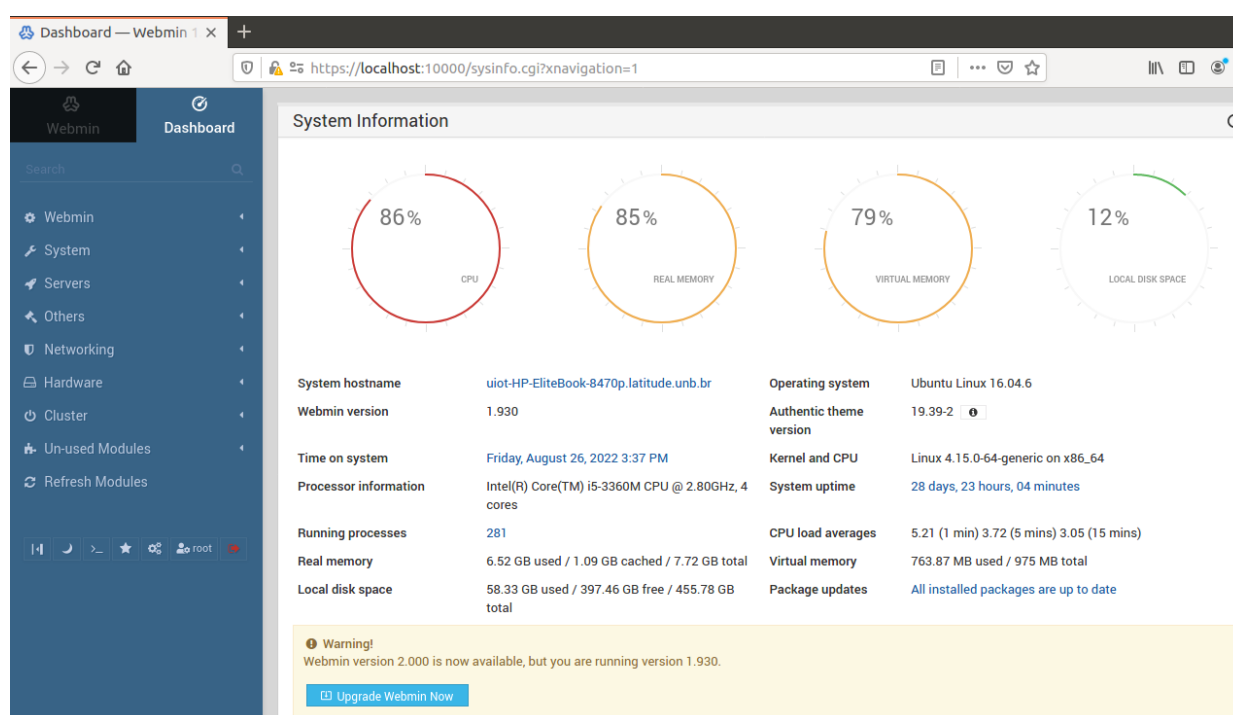 Dashboard — Webmin 1
https://localhost:10000/sysinfo.cgi?xnavigation=1
Webmin
Dashboard
Search
Webmin
System
Servers
Others
Networking
Hardware
Cluster
Un-used Modules
Refresh Modules
>_
root
System Information
86%
CPU
85%
REAL MEMORY
79%
VIRTUAL MEMORY
12%
LOCAL DISK SPACE
System hostname uiot-HP-EliteBook-8470p.latitude.unb.br Operating system Ubuntu Linux 16.04.6
Webmin version 1.930 Authentic theme 19.39-2
version
Time on system Friday, August 26, 2022 3:37 PM Kernel and CPU Linux 4.15.0-64-generic on x86_64
Processor information Intel(R) Core(TM) i5-3360M CPU @ 2.80GHz, 4 System uptime 28 days, 23 hours, 04 minutes
cores
Running processes 281 CPU load averages 5.21 (1 min) 3.72 (5 mins) 3.05 (15 mins)
Real memory 6.52 GB used / 1.09 GB cached / 7.72 GB total Virtual memory 763.87 MB used / 975 MB total
Local disk space 58.33 GB used / 397.46 GB free / 455.78 GB Package updates All installed packages are up to date
total
Warning!
Webmin version 2.000 is now available, but you are running version 1.930.
Upgrade Webmin Now